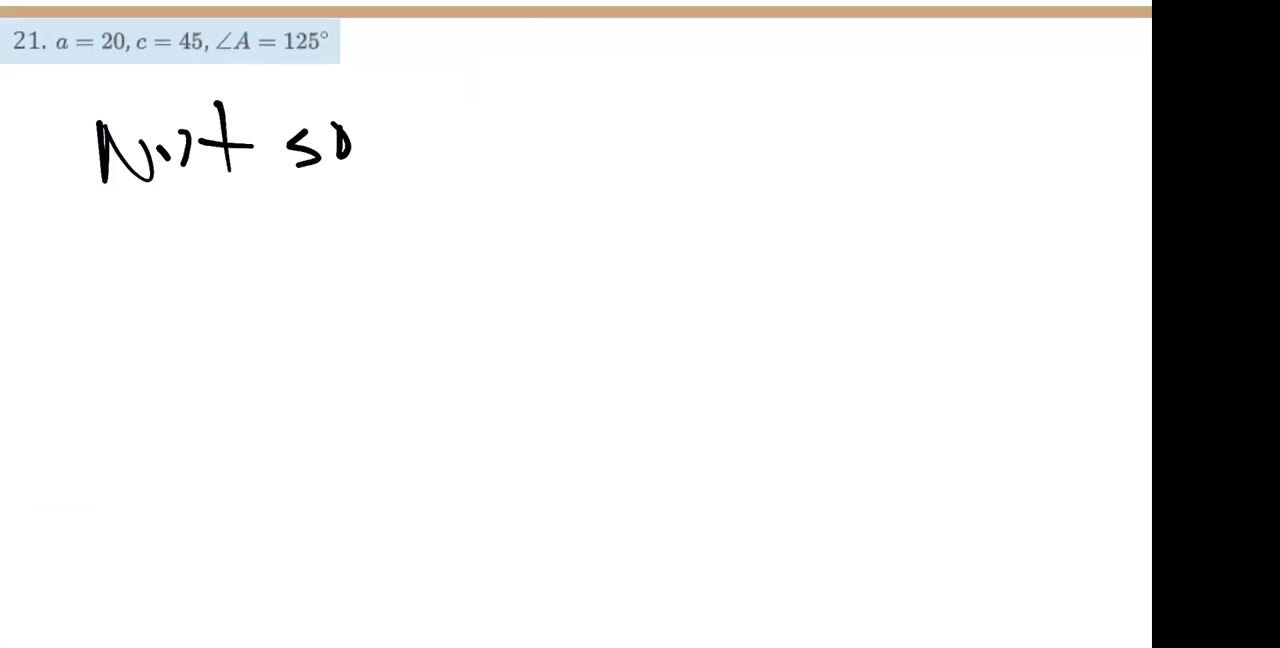 21. a = 20, c = 45, ∠A = 125°
Not so